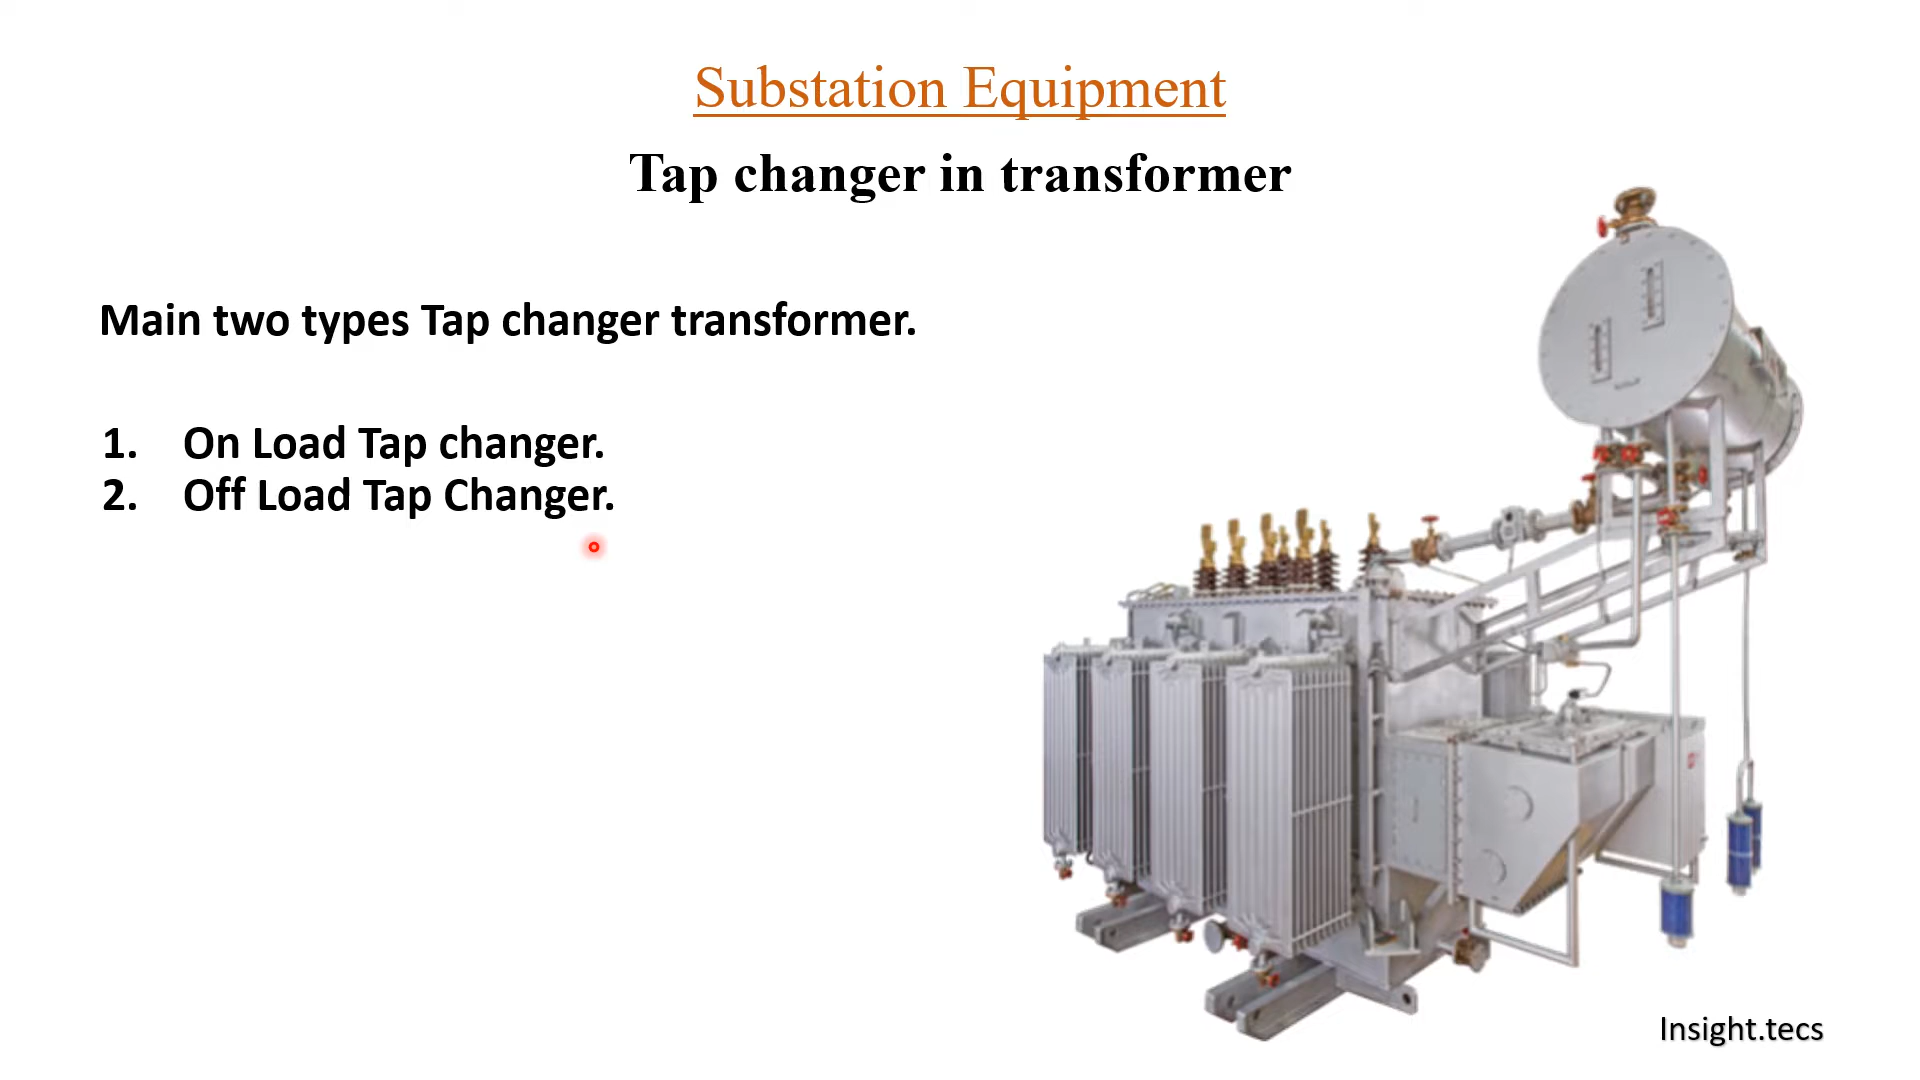 Substation Equipment
Tap changer in transformer
Main two types Tap changer transformer.
1. On Load Tap changer.
2. Off Load Tap Changer.
Insight.tecs